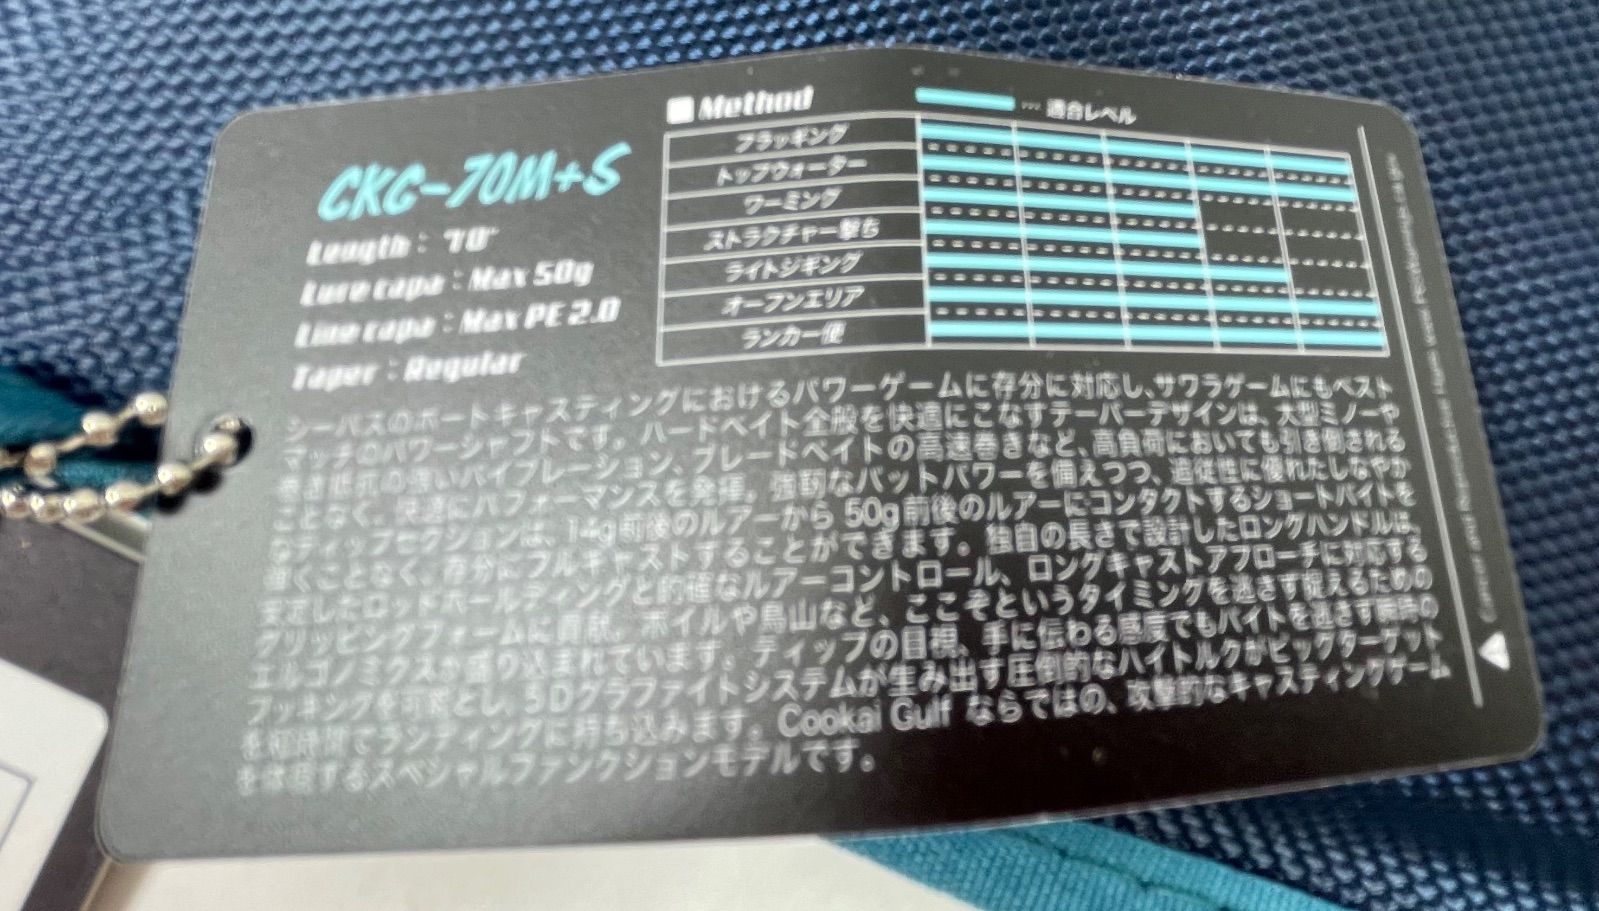 CKG-70M+S
Length : 7'0"
Lure capa : Max 50g
Line capa : Max PE 2.0
Taper : Regular
■Method
… 適合レベル
プラッギング
トップウォーター
ワーミング
ストラクチャー撃ち
ライトジギング
オープンエリア
ランカー便
シーバスのボートキャスティングにおけるパワーゲームに存分に対応し、サワラゲームにもベスト
マッチのパワーシャフトです。ハードベイト全般を快適にこなすテーパーデザインは、大型ミノーや
巻き抵抗の強いバイブレーション、ブレードベイトの高速巻きなど、高負荷においても引き倒される
ことなく、快適にパフォーマンスを発揮。強靭なバットパワーを備えつつ、追従性に優れたしなやか
なティップセクションは、14g前後のルアーから50g前後のルアーにコンタクトするショートバイトを
弾くことなく、存分にフルキャストすることができます。独自の長さで設計したロングハンドルは、
安定したロッドホールディングと的確なルアーコントロール、ロングキャストアプローチに対応する
グリッピングフォームに貢献。ボイルや鳥山など、ここぞというタイミングを逃さず捉えるための
エルゴノミクスが盛り込まれています。ティップの目視、手に伝わる感度でもバイトを逃さず瞬時の
フッキングを可能とし、5Dグラファイトシステムが生み出す圧倒的なハイトルクがビッグターゲット
を短時間でランディングに持ち込みます。Cookai Gulf ならではの、攻撃的なキャスティングゲーム
するスペシャルファンクションモデルです。